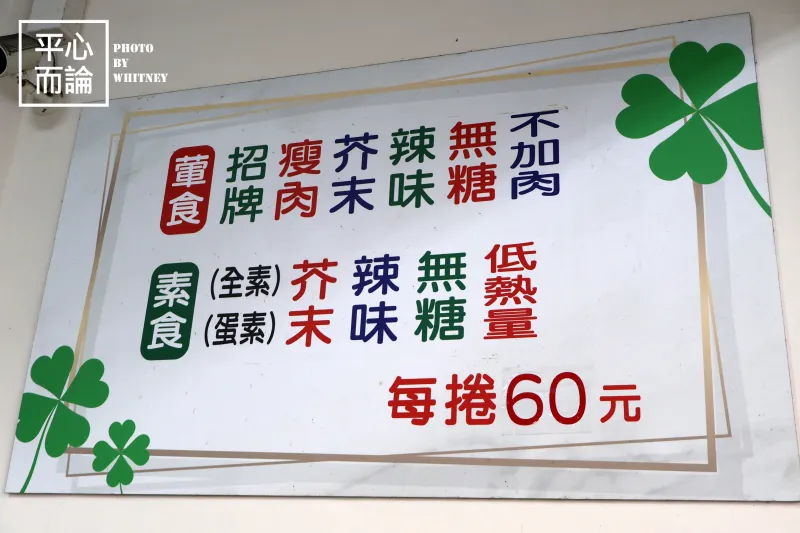 平心而論
PHOTO
BY
WHITNEY
葷食 招牌 瘦肉 芥末 辣味 無糖 不加肉
素食 (全素) (蛋素) 芥末 辣味 無糖 低熱量
每捲60元